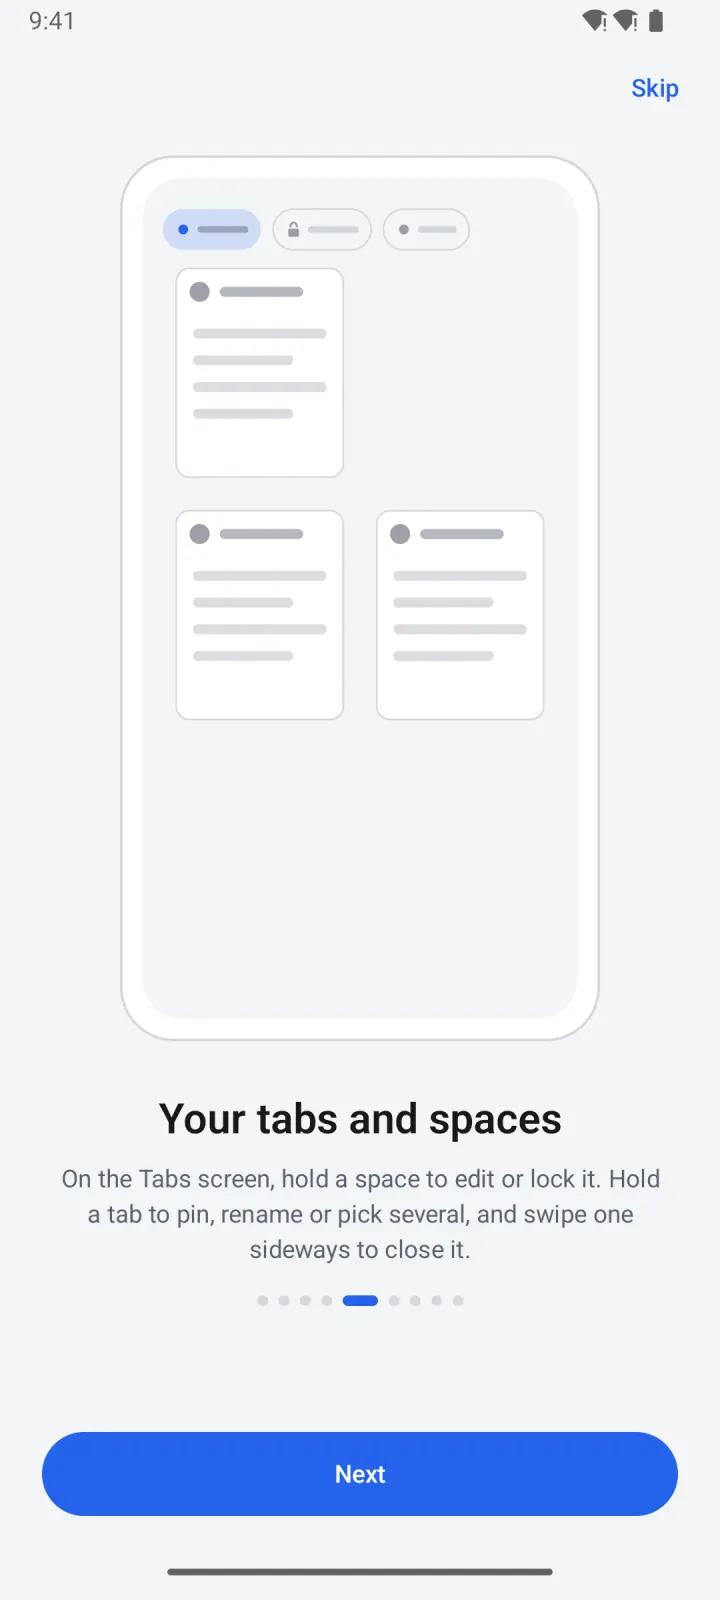 9:41
Skip
Your tabs and spaces
On the Tabs screen, hold a space to edit or lock it. Hold
a tab to pin, rename or pick several, and swipe one
sideways to close it.
Next